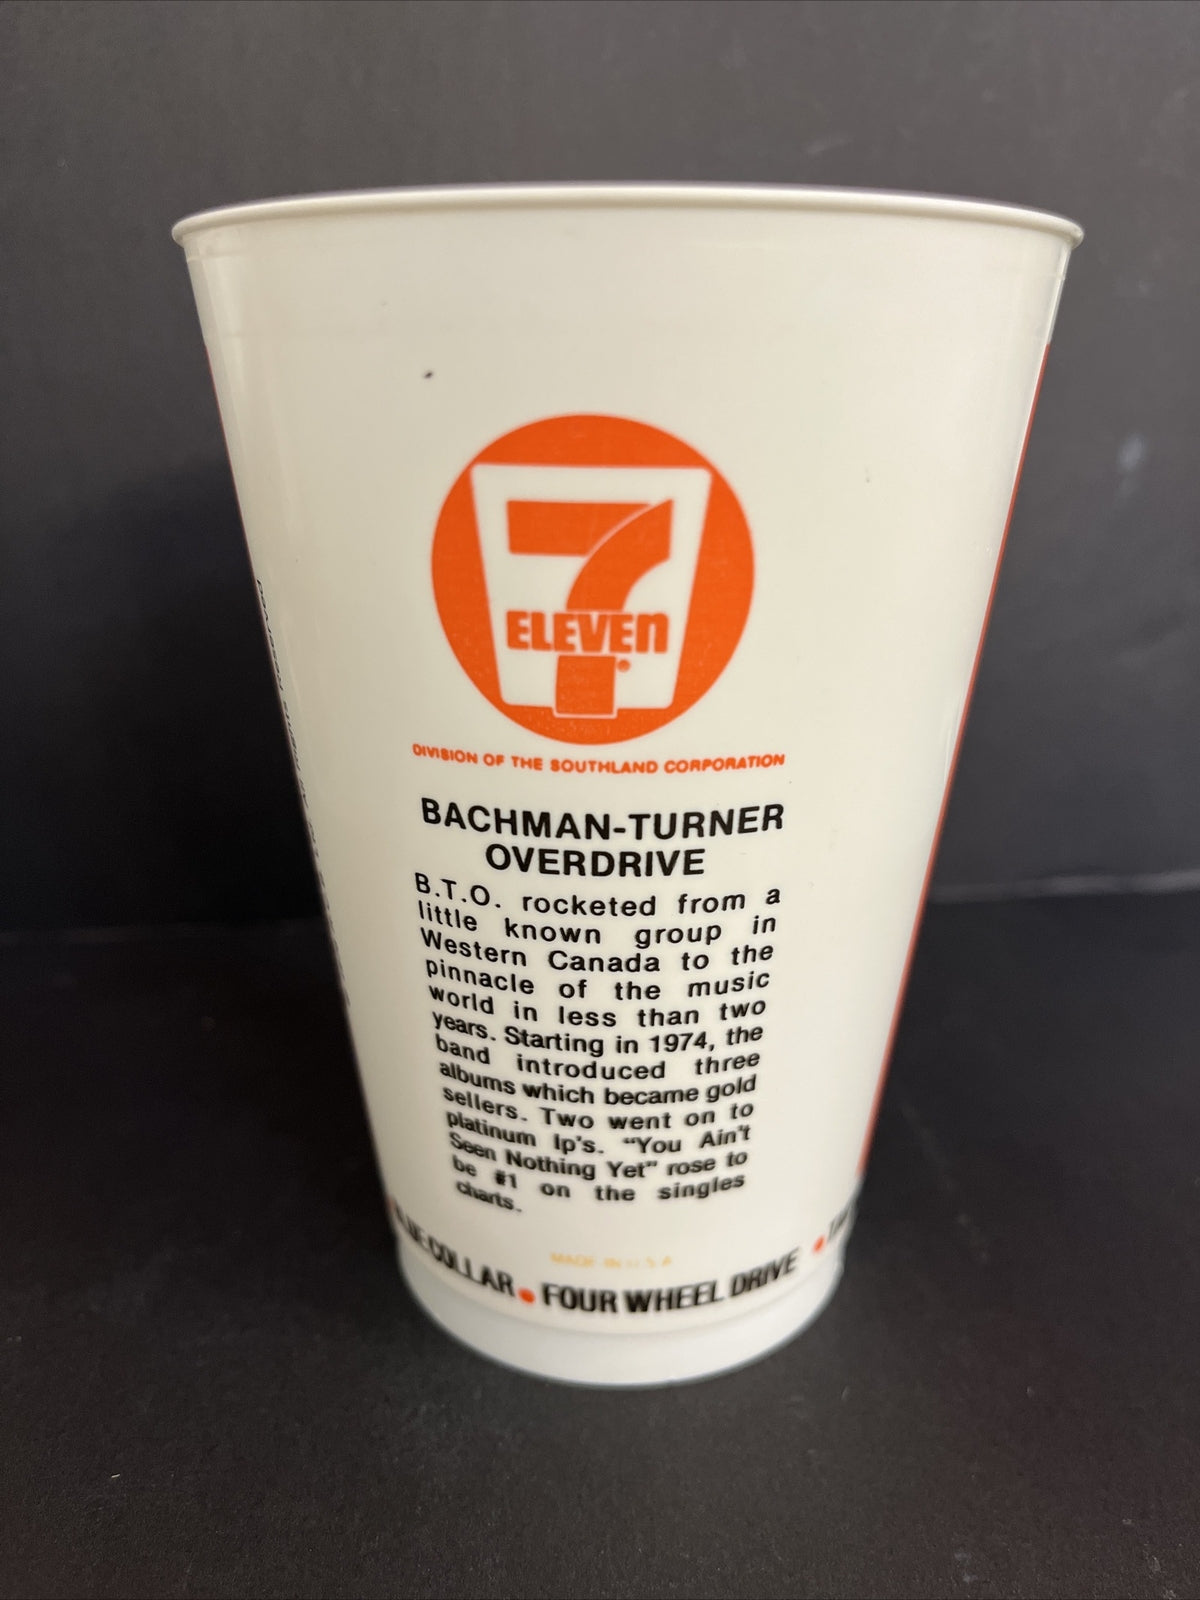 7
ELEVEN
DIVISION OF THE SOUTHLAND CORPORATION
BACHMAN-TURNER
OVERDRIVE
B.T.O. rocketed from a
little known group in
Western Canada to the
pinnacle of the music
world in less than two
years. Starting in 1974, the
band introduced three
albums which became gold
sellers. Two went on to
platinum lp's. "You Ain't
Seen Nothing Yet" rose to
be #1 on the singles
charts.
MADE IN U.S.A
COLLAR • FOUR WHEEL DRIVE •